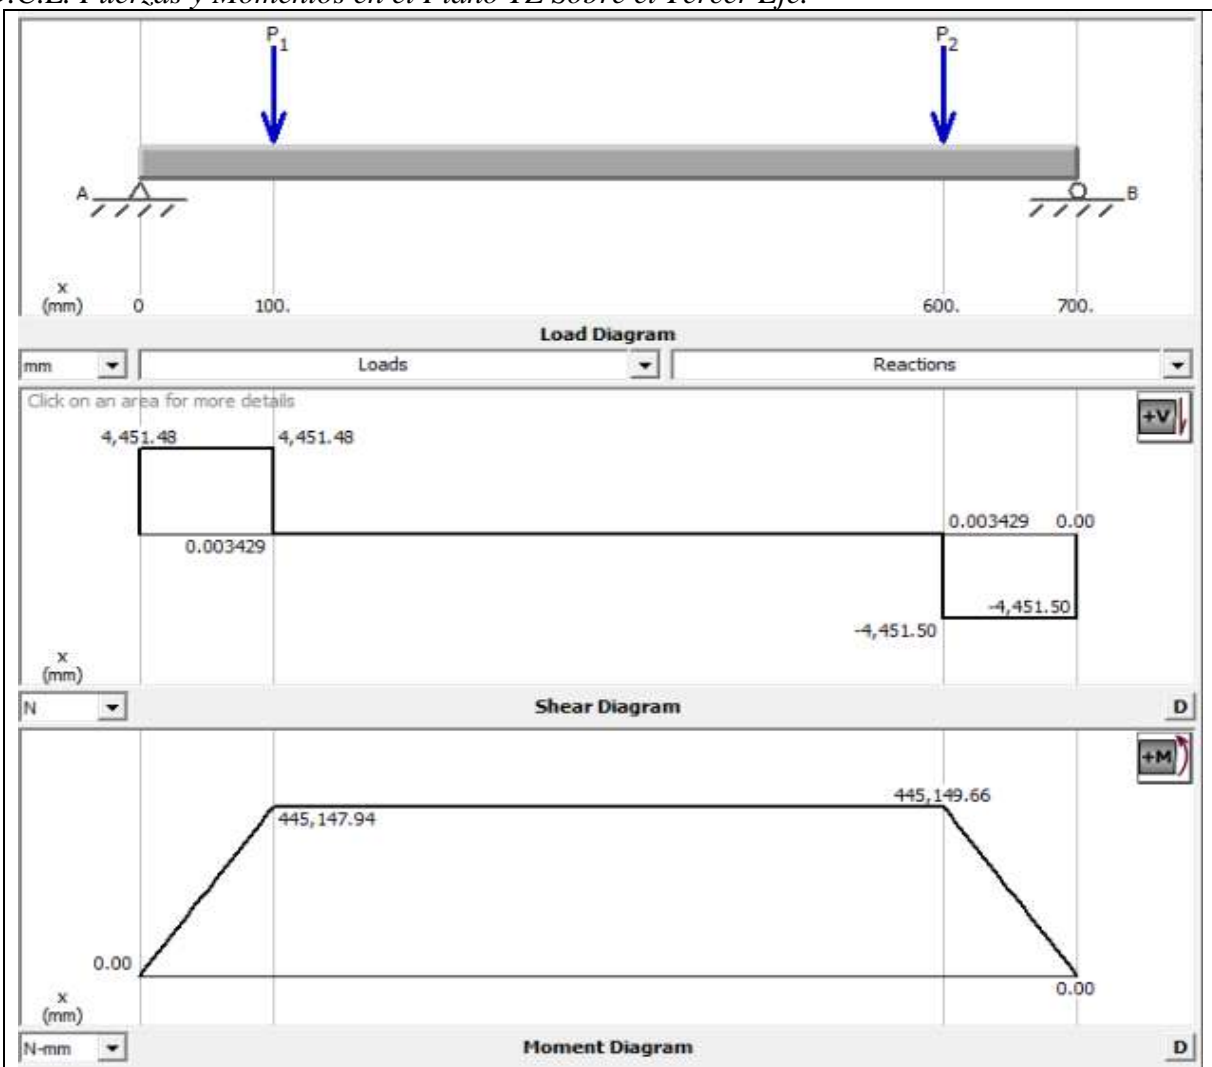 .C.L. Fuerzas y Momentos en el Plano YZ Sobre el Tercer Eje.
P1 P2
A B
x
(mm) 0 100. 600. 700.
Load Diagram
mm Loads Reactions
Click on an area for more details
+V
4,451.48 4,451.48
0.003429 0.00
0.003429
-4,451.50
-4,451.50
x
(mm)
N Shear Diagram D
+M
445,149.66
445,147.94
0.00
0.00
x
(mm)
N-mm Moment Diagram D